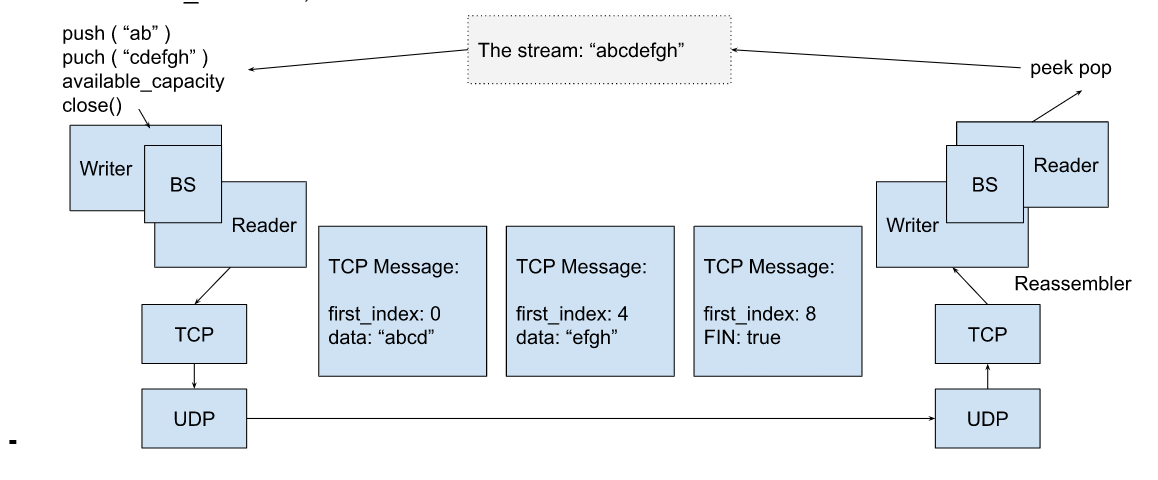 push ( “ab” )
puch ( “cdefgh” )
available_capacity
close()
The stream: “abcdefgh”
peek pop
Writer
BS
Reader
BS
Reader
Writer
TCP Message:
first_index: 0
data: “abcd”
TCP Message:
first_index: 4
data: “efgh”
TCP Message:
first_index: 8
FIN: true
Reassembler
TCP
TCP
UDP
UDP
-